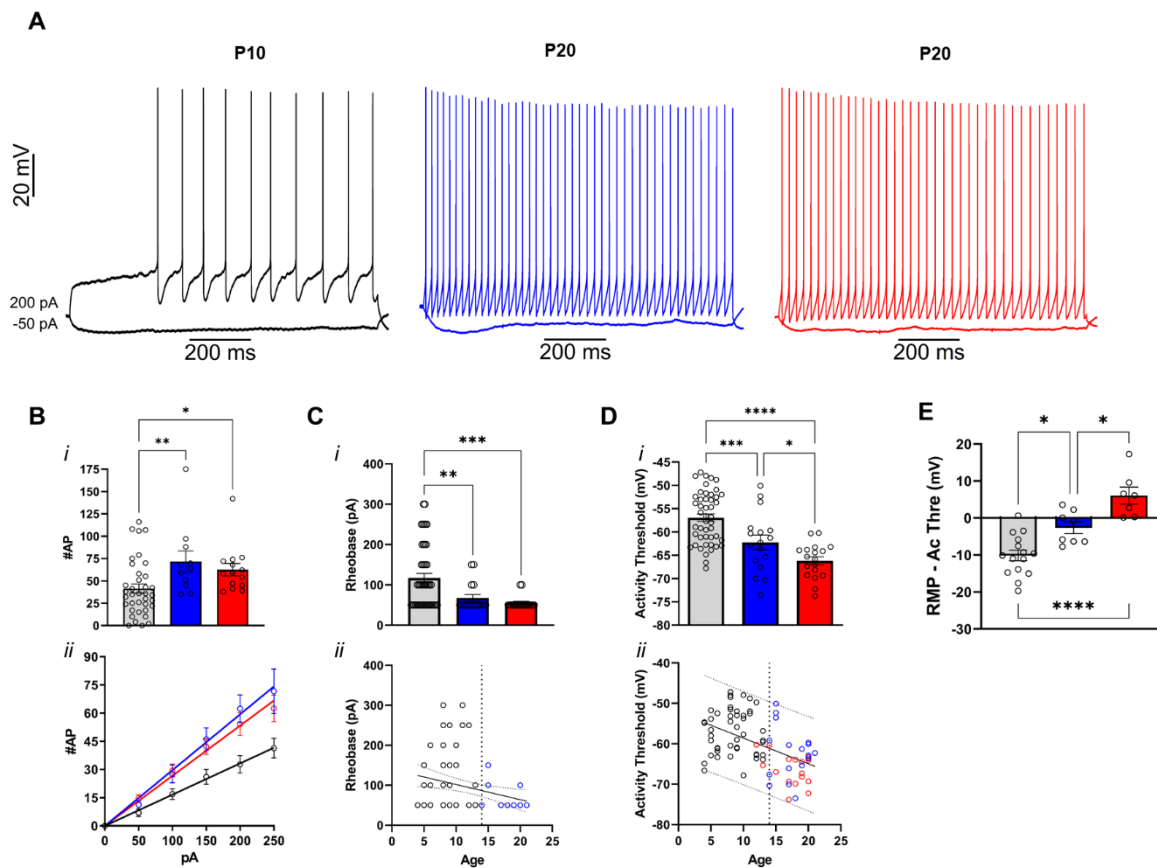 A
P10
P20
P20
20 mV
200 pA
-50 pA
200 ms
200 ms
200 ms
B
i
*
**
#AP
175
150
125
100
75
50
25
0
ii
#AP
90
75
60
45
30
15
0
0 50 100 150 200 250
pA
C
i
***
**
Rheobase (pA)
400
300
200
100
0
ii
Rheobase (pA)
400
300
200
100
0
0 5 10 15 20 25
Age
D
i
****
*** *
Activity Threshold (mV)
-45
-50
-55
-60
-65
-70
-75
-80
ii
Activity Threshold (mV)
-40
-50
-60
-70
-80
0 5 10 15 20 25
Age
E
* *
RMP - Ac Thre (mV)
20
10
0
-10
-20
-30
****